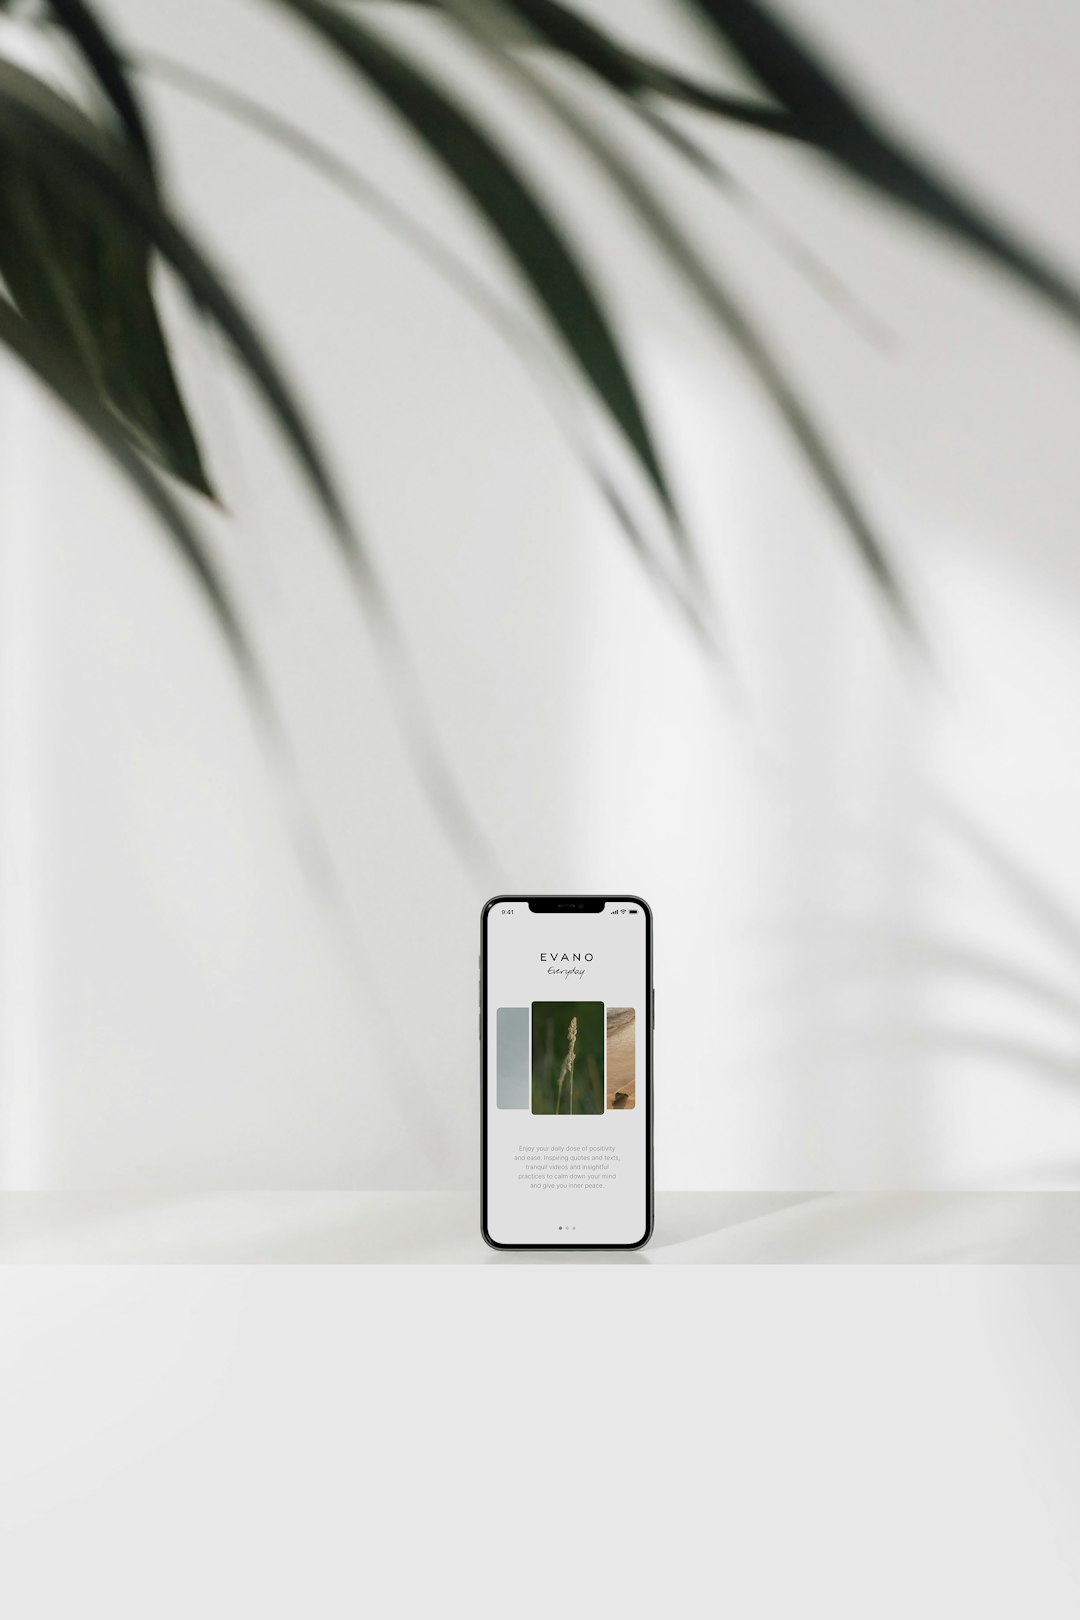 9:41
EVANO
Everyday
Enjoy your daily dose of positivity
and ease. Inspiring quotes and texts,
tranquil videos and insightful
practices to calm down your mind
and give you inner peace.